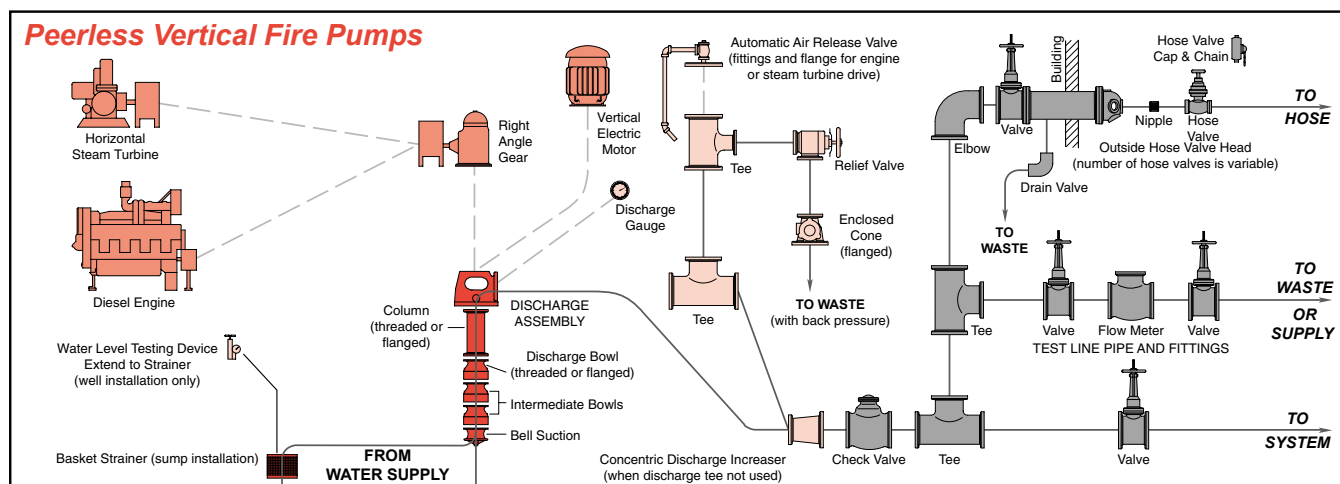 Peerless Vertical Fire Pumps
Horizontal
Steam Turbine
Diesel Engine
Right
Angle
Gear
Vertical
Electric
Motor
Discharge
Gauge
Automatic Air Release Valve
(fittings and flange for engine
or steam turbine drive)
Tee
Relief Valve
Enclosed
Cone
(flanged)
TO WASTE
(with back pressure)
Tee
Elbow
Valve
Building
Hose Valve
Cap & Chain
Nipple
Hose
Valve
TO
HOSE
Outside Hose Valve Head
(number of hose valves is variable)
Drain Valve
TO
WASTE
Tee
Valve
Flow Meter
Valve
TEST LINE PIPE AND FITTINGS
TO
WASTE
OR
SUPPLY
Column
(threaded or
flanged)
DISCHARGE
ASSEMBLY
Discharge Bowl
(threaded or flanged)
Intermediate Bowls
Bell Suction
Water Level Testing Device
Extend to Strainer
(well installation only)
Basket Strainer (sump installation)
FROM
WATER SUPPLY
Concentric Discharge Increaser
(when discharge tee not used)
Check Valve
Tee
Valve
TO
SYSTEM